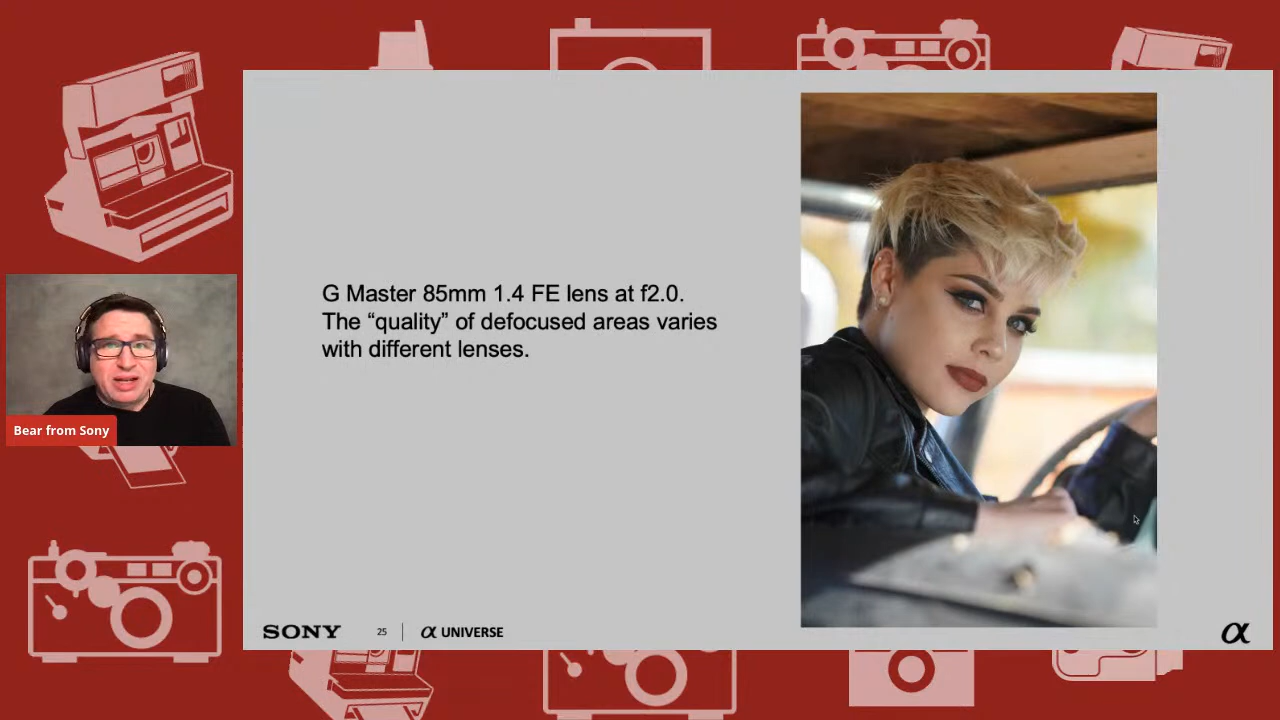 G Master 85mm 1.4 FE lens at f2.0.
The “quality” of defocused areas varies
with different lenses.
Bear from Sony
SONY 25 α UNIVERSE
α